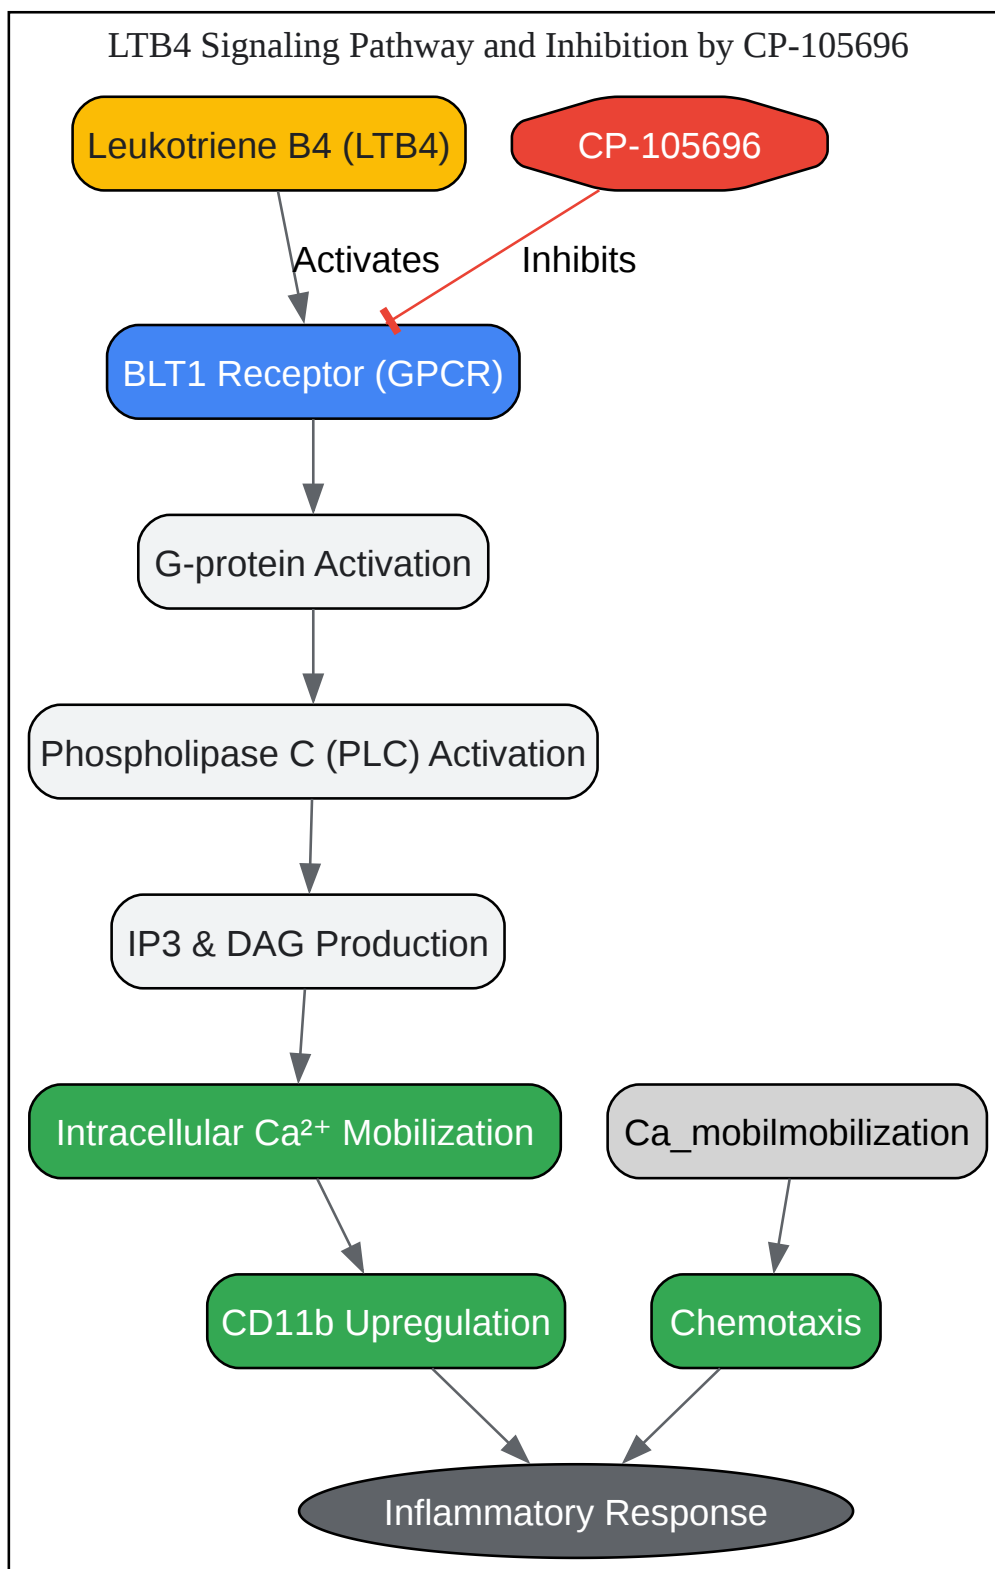 LTB4 Signaling Pathway and Inhibition by CP-105696
Leukotriene B4 (LTB4)
CP-105696
Activates
Inhibits
BLT1 Receptor (GPCR)
G-protein Activation
Phospholipase C (PLC) Activation
IP3 & DAG Production
Intracellular Ca²⁺ Mobilization
Ca_mobilmobilization
CD11b Upregulation
Chemotaxis
Inflammatory Response